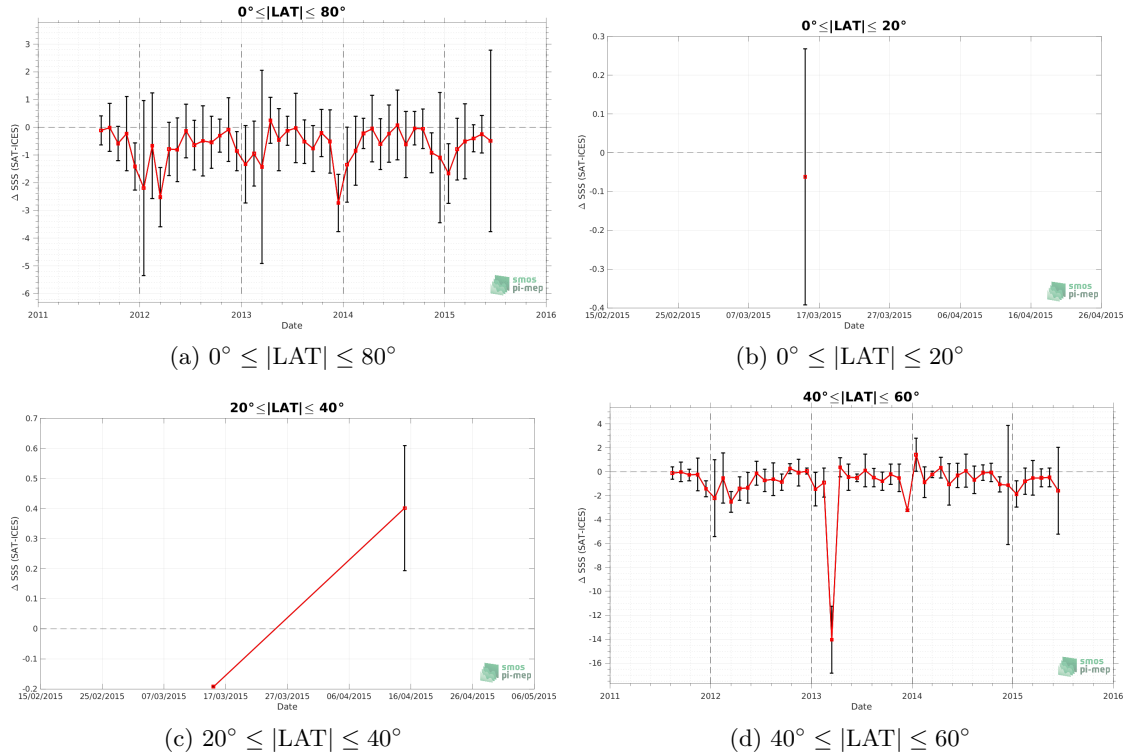 0°≤|LAT|≤ 80°
3
2
1
0
-1
-2
-3
-4
-5
-6
Δ SSS (SAT-ICES)
2011 2012 2013 2014 2015 2016
Date
smos
pi-mep
(a) 0° ≤ |LAT| ≤ 80°
0°≤|LAT|≤ 20°
0.3
0.2
0.1
0
-0.1
-0.2
-0.3
-0.4
Δ SSS (SAT-ICES)
15/02/2015 25/02/2015 07/03/2015 17/03/2015 27/03/2015 06/04/2015 16/04/2015 26/04/2015
Date
smos
pi-mep
(b) 0° ≤ |LAT| ≤ 20°
20°≤|LAT|≤ 40°
0.7
0.6
0.5
0.4
0.3
0.2
0.1
0
-0.1
-0.2
Δ SSS (SAT-ICES)
15/02/2015 25/02/2015 07/03/2015 17/03/2015 27/03/2015 06/04/2015 16/04/2015 26/04/2015 06/05/2015
Date
smos
pi-mep
(c) 20° ≤ |LAT| ≤ 40°
40°≤|LAT|≤ 60°
4
2
0
-2
-4
-6
-8
-10
-12
-14
-16
Δ SSS (SAT-ICES)
2011 2012 2013 2014 2015 2016
Date
smos
pi-mep
(d) 40° ≤ |LAT| ≤ 60°